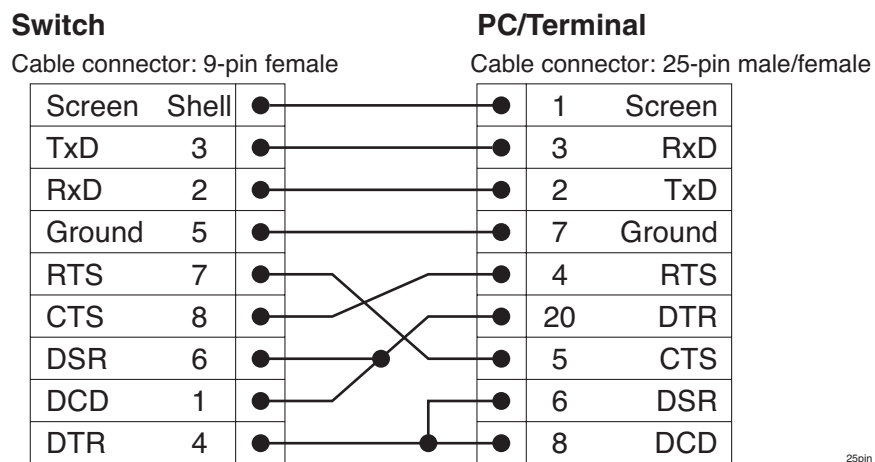 Switch PC/Terminal
Cable connector: 9-pin female Cable connector: 25-pin male/female
Screen Shell 1 Screen
TxD 3 3 RxD
RxD 2 2 TxD
Ground 5 7 Ground
RTS 7 4 RTS
CTS 8 20 DTR
DSR 6 5 CTS
DCD 1 6 DSR
DTR 4 8 DCD
25pin